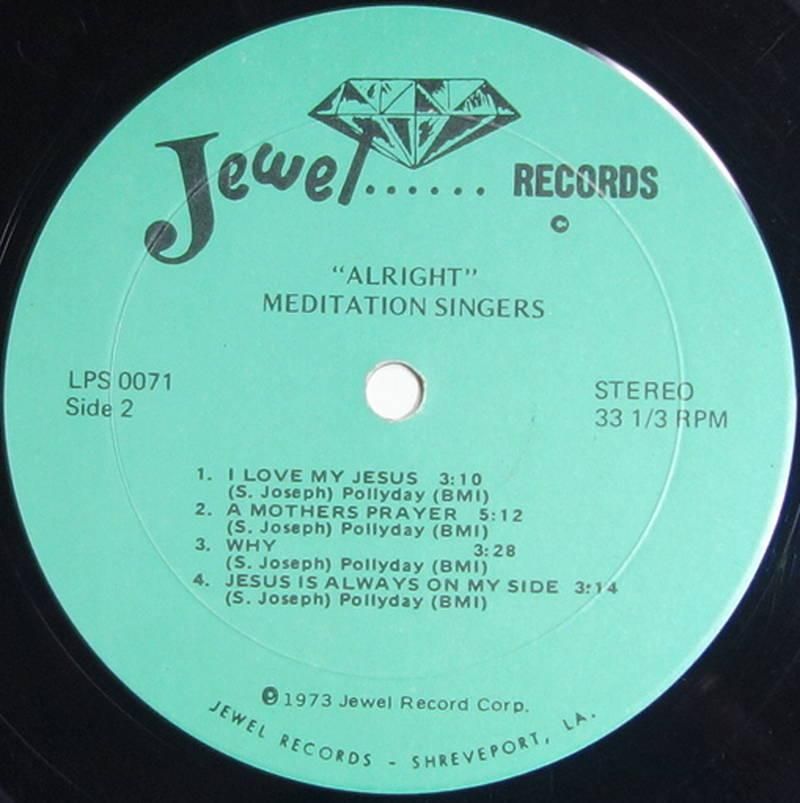 Jewel...... RECORDS
"ALRIGHT"
MEDITATION SINGERS
LPS 0071
Side 2
STEREO
33 1/3 RPM
1. I LOVE MY JESUS 3:10
(S. Joseph) Pollyday (BMI)
2. A MOTHERS PRAYER 5:12
(S. Joseph) Pollyday (BMI)
3. WHY 3:28
(S. Joseph) Pollyday (BMI)
4. JESUS IS ALWAYS ON MY SIDE 3:14
(S. Joseph) Pollyday (BMI)
℗1973 Jewel Record Corp.
JEWEL RECORDS - SHREVEPORT, LA.